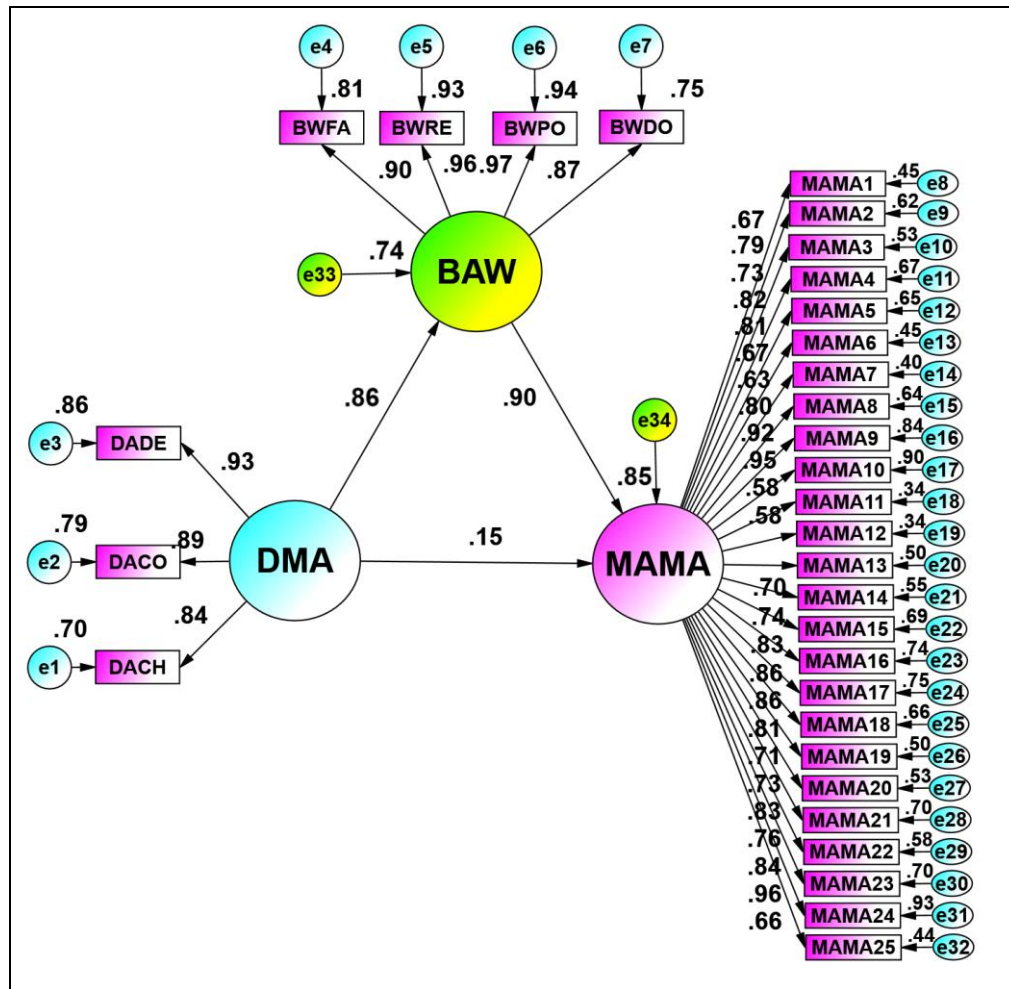 e4 e5 e6 e7
.81 .93 .94 .75
BWFA BWRE BWPO BWDO
.90 .96 .97 .87
e33 .74 BAW
.86 .90
e34
.85
.86
e3 DADE
.93
.79
e2 DACO .89
.70 .84
e1 DACH
DMA .15 MAMA
.67
.79
.73
.82
.81
.67
.63
.80
.92
.95
.58
.58
.70
.74
.83
.86
.86
.81
.71
.73
.83
.76
.84
.96
.66
MAMA1 .45 e8
MAMA2 .62 e9
MAMA3 .53 e10
MAMA4 .67 e11
MAMA5 .65 e12
MAMA6 .45 e13
MAMA7 .40 e14
MAMA8 .64 e15
MAMA9 .84 e16
MAMA10 .90 e17
MAMA11 .34 e18
MAMA12 .34 e19
MAMA13 .50 e20
MAMA14 .55 e21
MAMA15 .69 e22
MAMA16 .74 e23
MAMA17 .75 e24
MAMA18 .66 e25
MAMA19 .50 e26
MAMA20 .53 e27
MAMA21 .70 e28
MAMA22 .58 e29
MAMA23 .70 e30
MAMA24 .93 e31
MAMA25 .44 e32